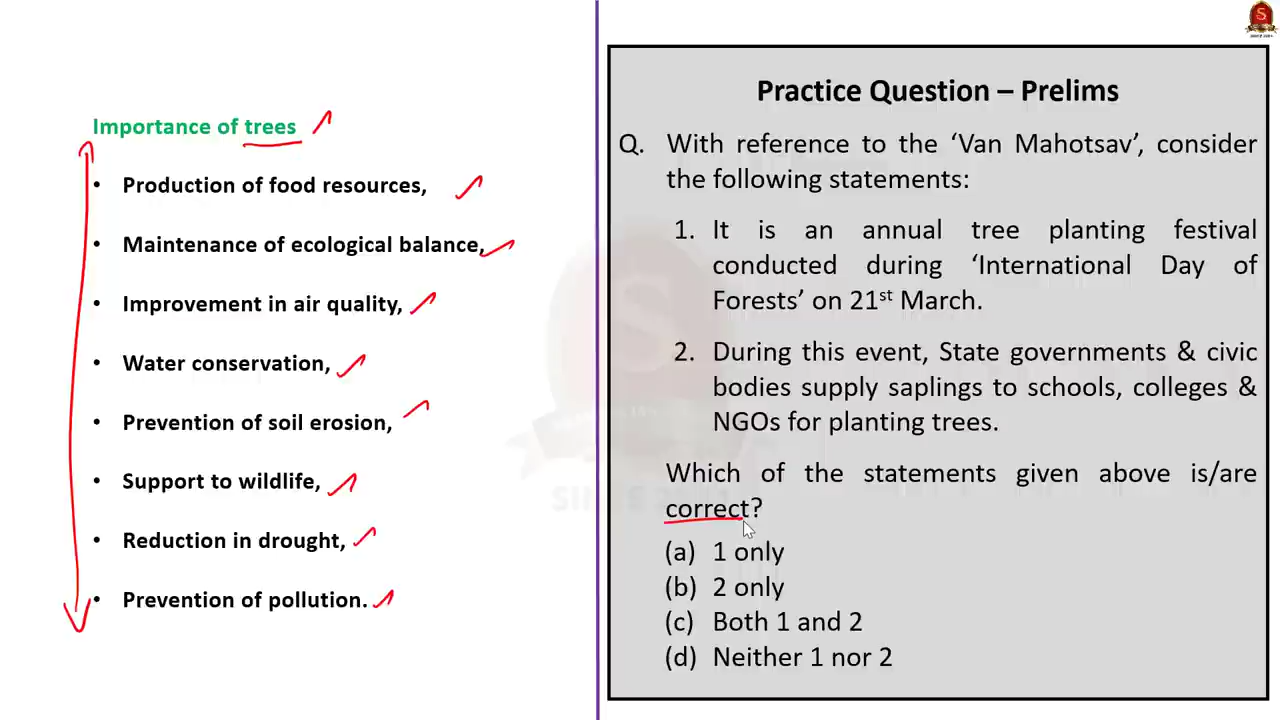 Importance of trees
• Production of food resources,
• Maintenance of ecological balance,
• Improvement in air quality,
• Water conservation,
• Prevention of soil erosion,
• Support to wildlife,
• Reduction in drought,
• Prevention of pollution.
Practice Question – Prelims
Q. With reference to the ‘Van Mahotsav’, consider
the following statements:
1. It is an annual tree planting festival
conducted during ‘International Day of
Forests’ on 21st March.
2. During this event, State governments & civic
bodies supply saplings to schools, colleges &
NGOs for planting trees.
Which of the statements given above is/are
correct?
(a) 1 only
(b) 2 only
(c) Both 1 and 2
(d) Neither 1 nor 2